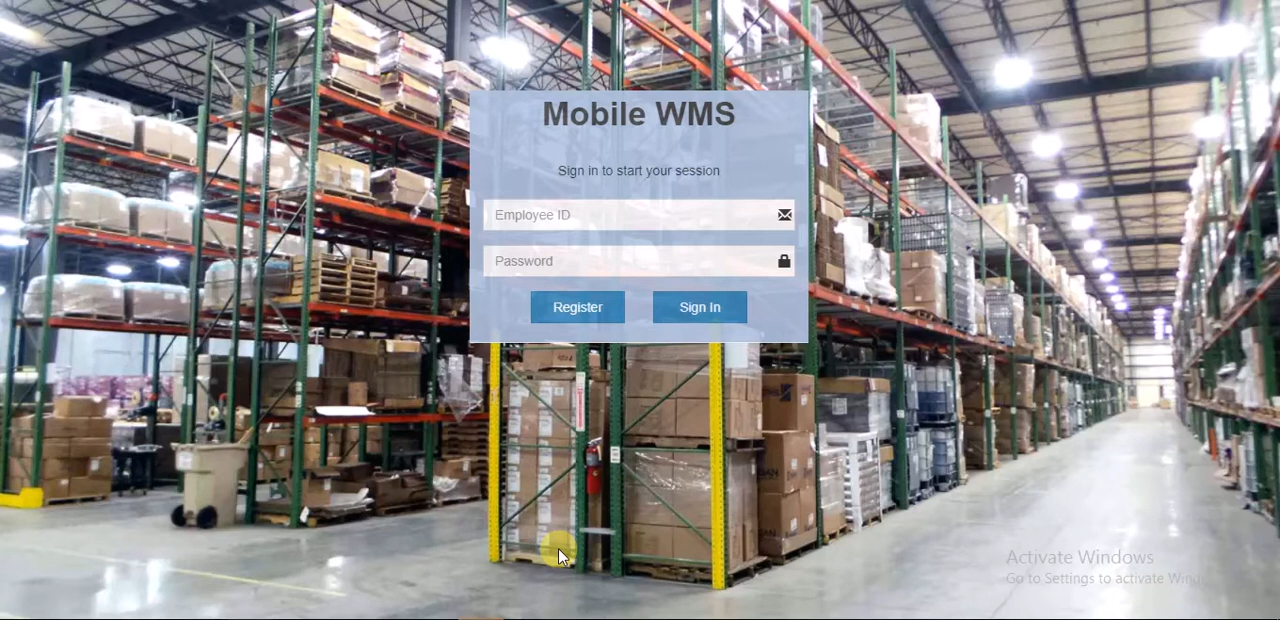 Mobile WMS
Sign in to start your session
Employee ID
Password
Register
Sign In
Activate Windows
Go to Settings to activate Wind